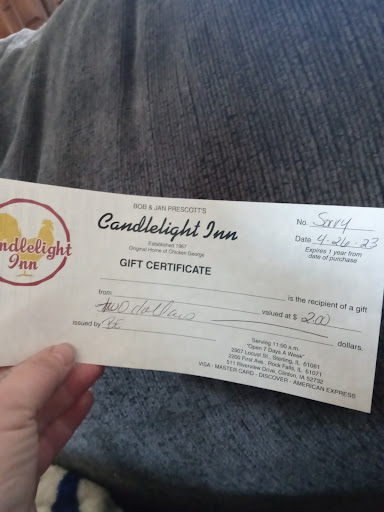 BOB & JAN PRESCOTT'S
Candlelight Inn
Established 1967
Original Home of Chicken George
GIFT CERTIFICATE
No. Sorry
Date 4-26-23
Expires 1 year from
date of purchase
ndlelight
Inn
is the recipient of a gift
from valued at $ 2.00
two dollars dollars.
issued by BE
Serving 11:00 a.m.
"Open 7 Days A Week"
2907 Locust St., Sterling, IL 61081
2200 First Ave., Rock Falls, IL 61071
511 Riverview Drive, Clinton, IA 52732
VISA - MASTER CARD - DISCOVER - AMERICAN EXPRESS